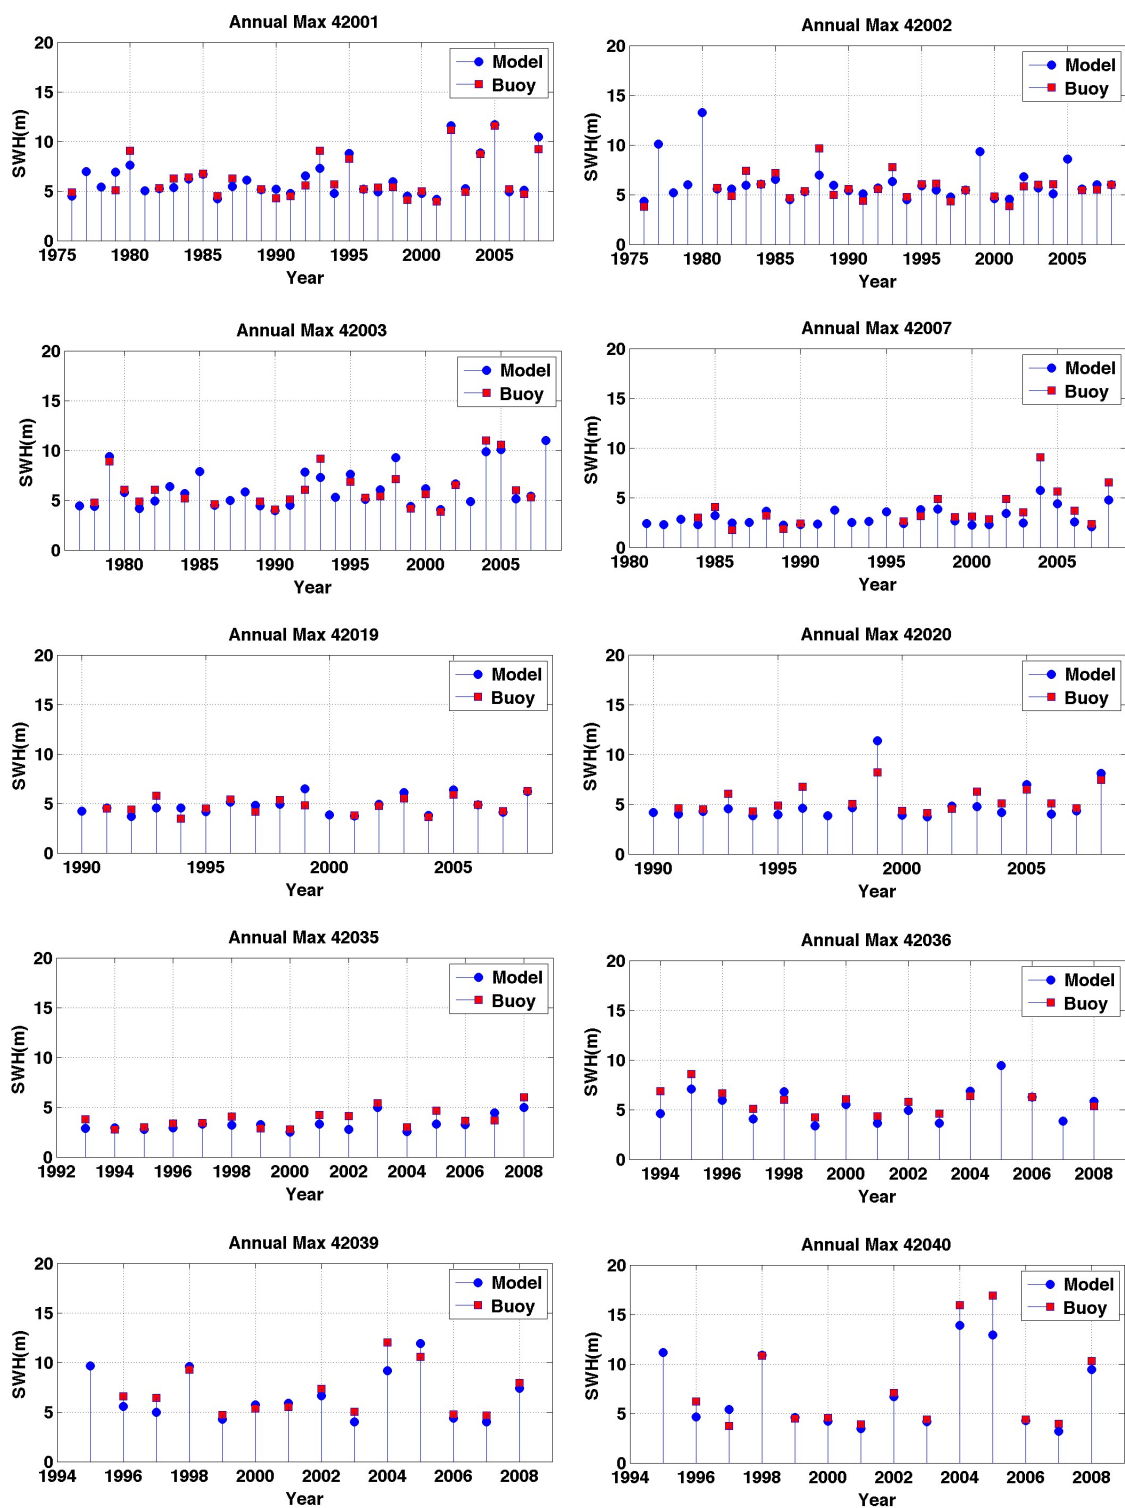 Annual Max 42001
20
15
10
5
0
SWH(m)
Model
Buoy
1975 1980 1985 1990 1995 2000 2005
Year
Annual Max 42002
20
15
10
5
0
SWH(m)
Model
Buoy
1975 1980 1985 1990 1995 2000 2005
Year
Annual Max 42003
20
15
10
5
0
SWH(m)
Model
Buoy
1980 1985 1990 1995 2000 2005
Year
Annual Max 42007
20
15
10
5
0
SWH(m)
Model
Buoy
1980 1985 1990 1995 2000 2005
Year
Annual Max 42019
20
15
10
5
0
SWH(m)
Model
Buoy
1990 1995 2000 2005
Year
Annual Max 42020
20
15
10
5
0
SWH(m)
Model
Buoy
1990 1995 2000 2005
Year
Annual Max 42035
20
15
10
5
0
SWH(m)
Model
Buoy
1992 1994 1996 1998 2000 2002 2004 2006 2008
Year
Annual Max 42036
20
15
10
5
0
SWH(m)
Model
Buoy
1994 1996 1998 2000 2002 2004 2006 2008
Year
Annual Max 42039
20
15
10
5
0
SWH(m)
Model
Buoy
1994 1996 1998 2000 2002 2004 2006 2008
Year
Annual Max 42040
20
15
10
5
0
SWH(m)
Model
Buoy
1994 1996 1998 2000 2002 2004 2006 2008
Year